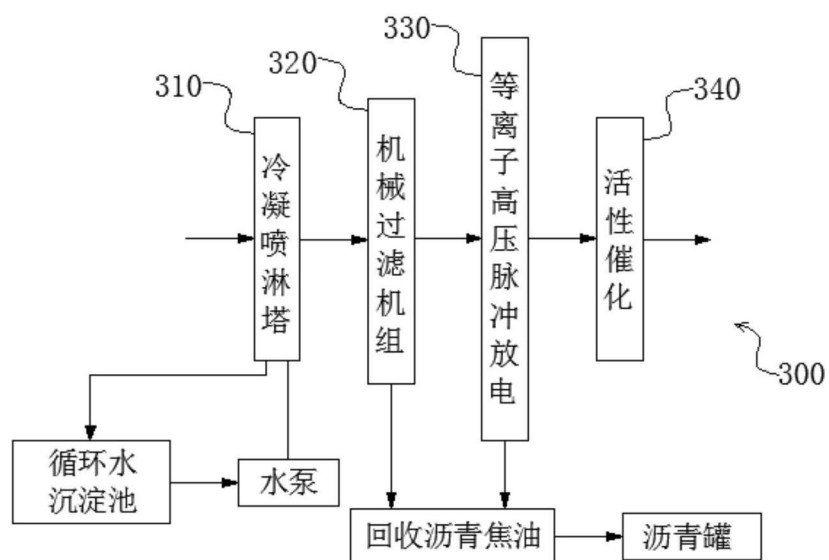 310
320
330
340
冷凝喷淋塔
机械过滤机组
等离子高压脉冲放电
活性催化
300
循环水
沉淀池
水泵
回收沥青焦油
沥青罐